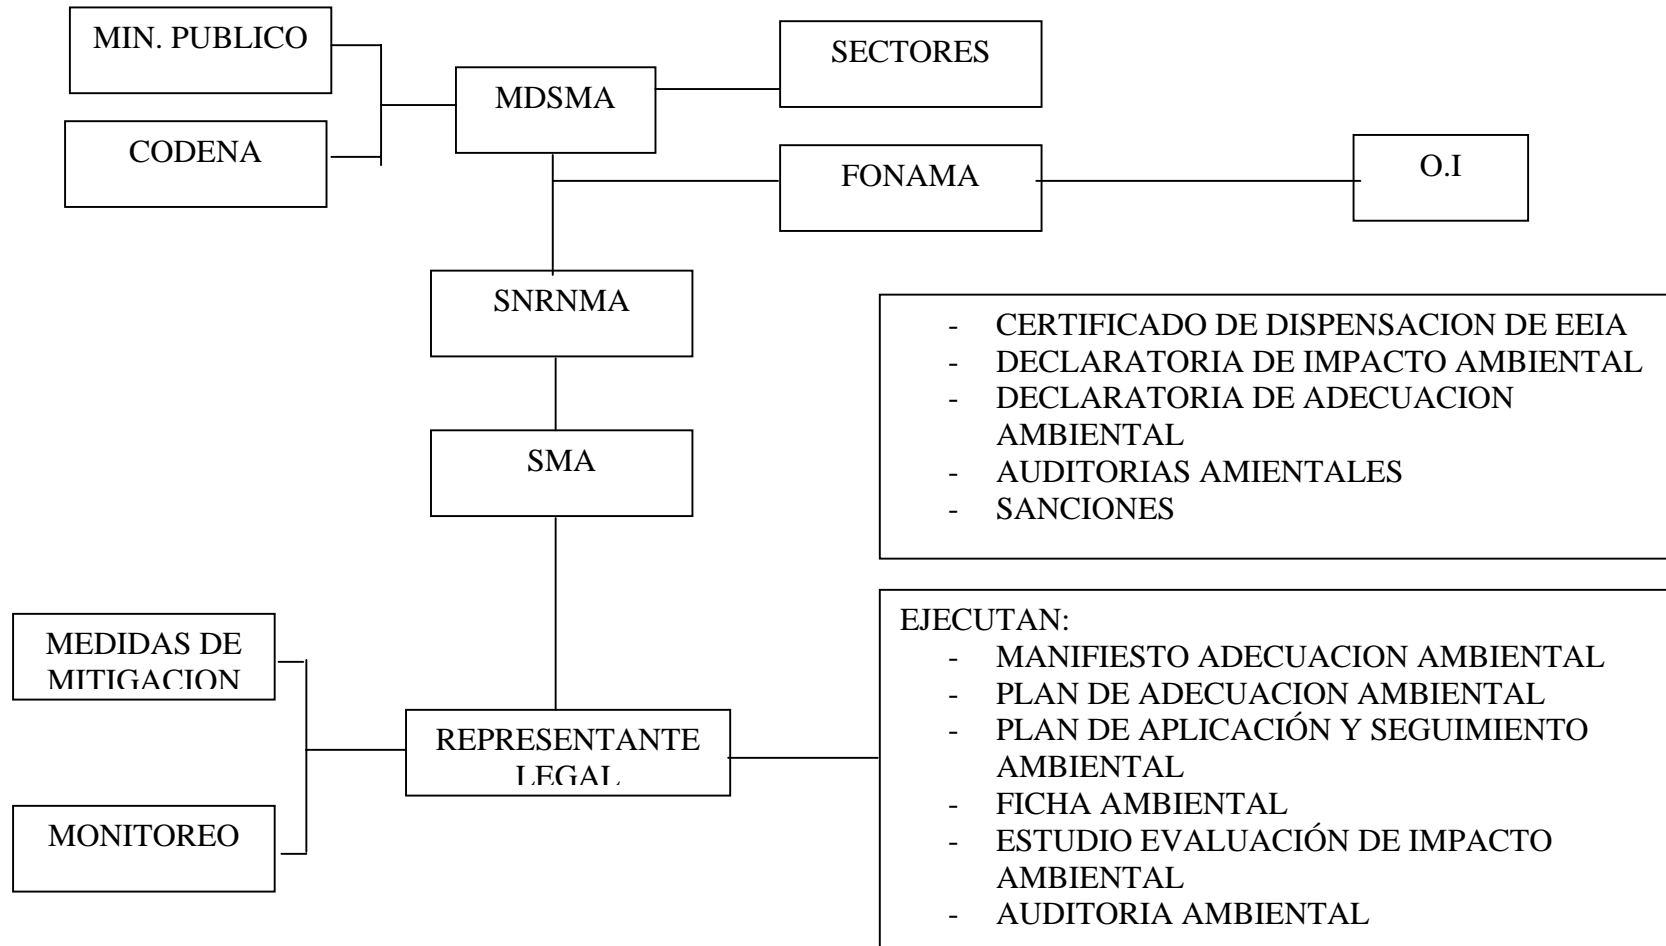 MIN. PUBLICO
SECTORES
MDSMA
CODENA
FONAMA
O.I
SNRNMA
- CERTIFICADO DE DISPENSACION DE EEIA
- DECLARATORIA DE IMPACTO AMBIENTAL
- DECLARATORIA DE ADECUACION
AMBIENTAL
- AUDITORIAS AMIENTALES
- SANCIONES
SMA
MEDIDAS DE
MITIGACION
REPRESENTANTE
LEGAL
MONITOREO
EJECUTAN:
- MANIFIESTO ADECUACION AMBIENTAL
- PLAN DE ADECUACION AMBIENTAL
- PLAN DE APLICACIÓN Y SEGUIMIENTO
AMBIENTAL
- FICHA AMBIENTAL
- ESTUDIO EVALUACIÓN DE IMPACTO
AMBIENTAL
- AUDITORIA AMBIENTAL